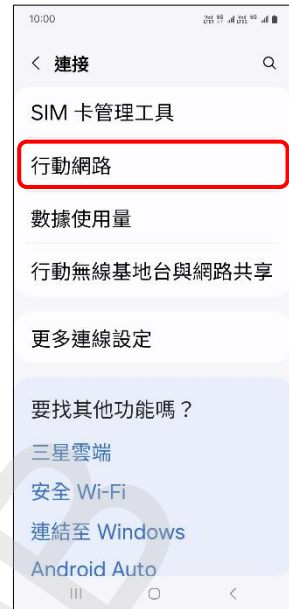 10:00
連接
SIM 卡管理工具
行動網路
數據使用量
行動無線基地台與網路共享
更多連線設定
要找其他功能嗎？
三星雲端
安全 Wi-Fi
連結至 Windows
Android Auto